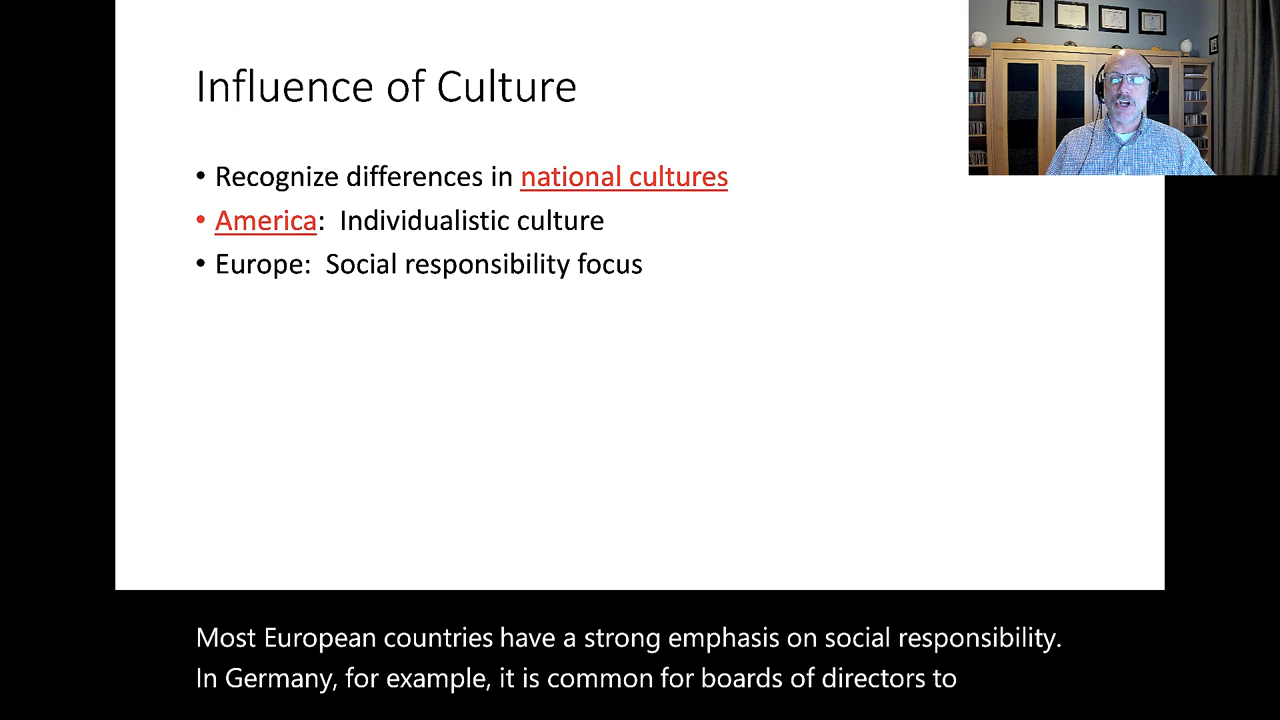 Influence of Culture
• Recognize differences in national cultures
• America: Individualistic culture
• Europe: Social responsibility focus
Most European countries have a strong emphasis on social responsibility.
In Germany, for example, it is common for boards of directors to